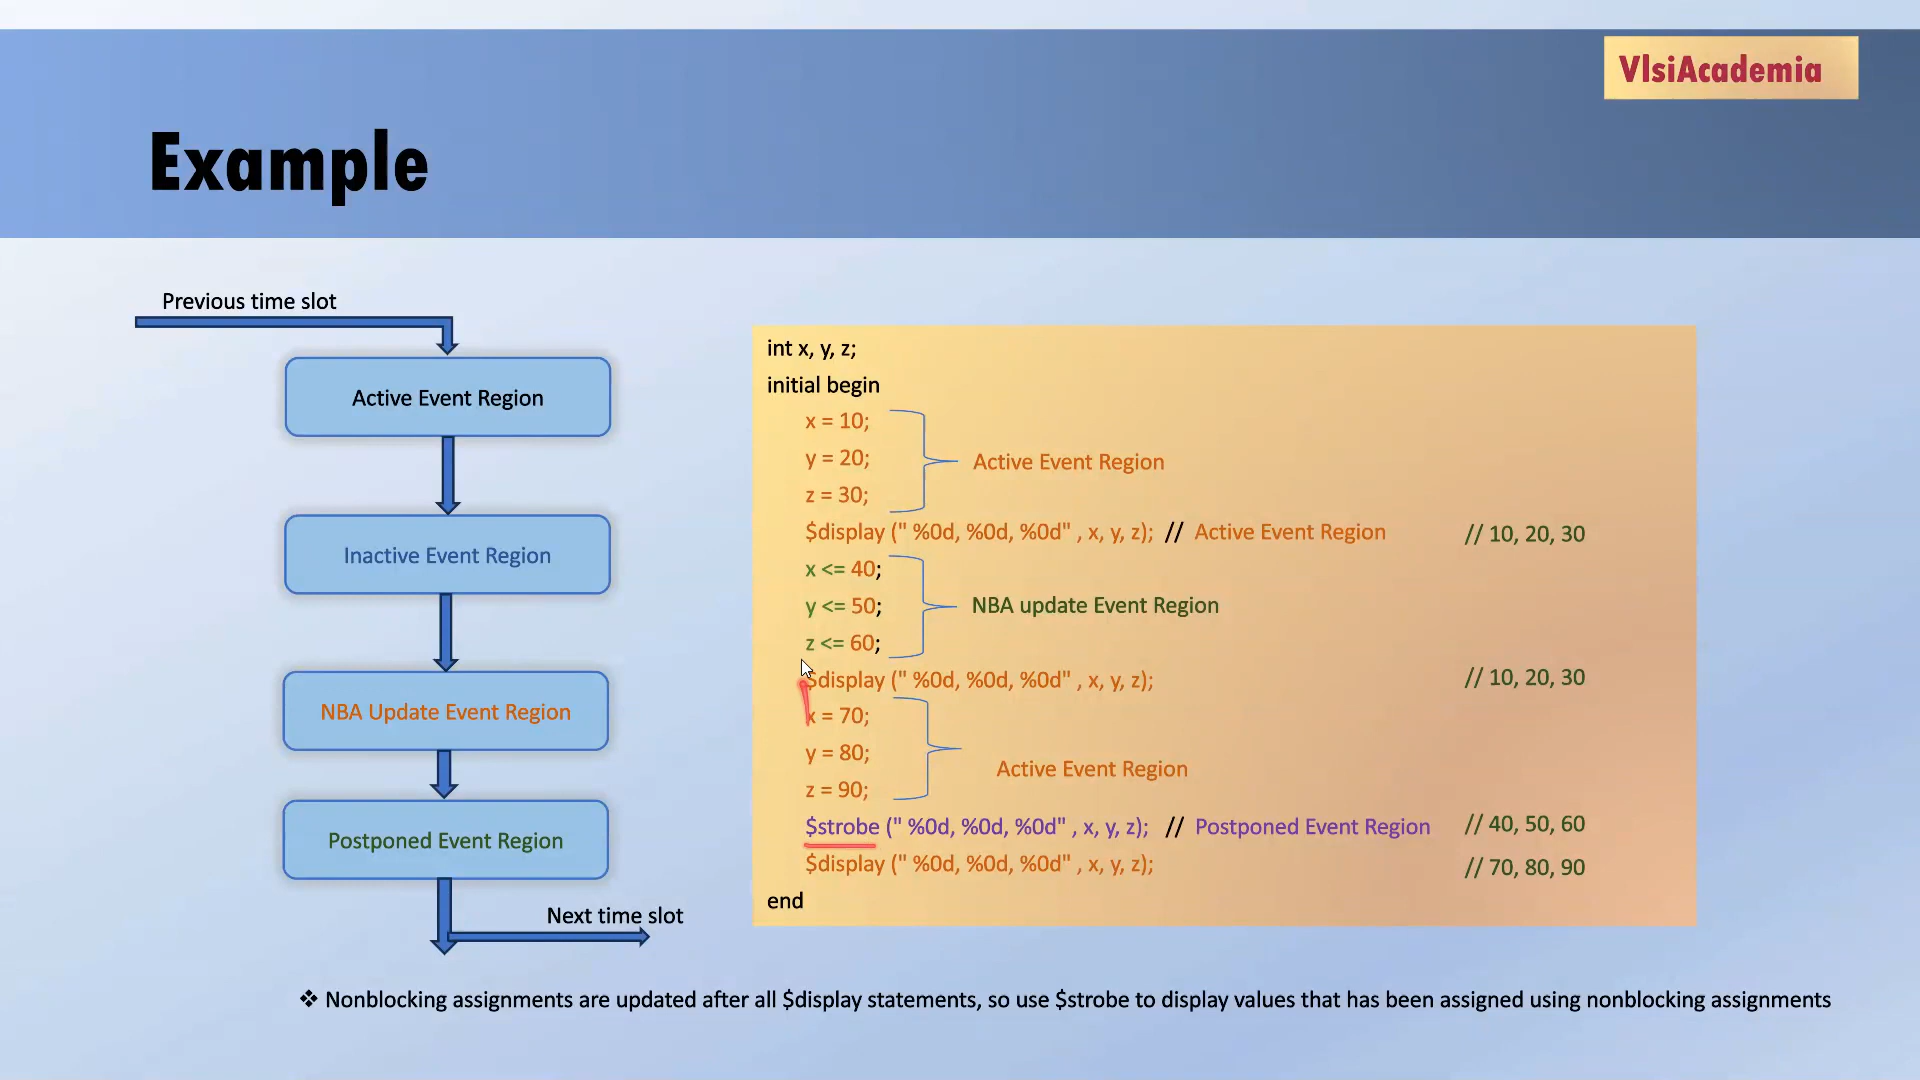 VlsiAcademia
Example
Previous time slot
Active Event Region
Inactive Event Region
NBA Update Event Region
Postponed Event Region
Next time slot
int x, y, z;
initial begin
x = 10;
y = 20;
z = 30;
Active Event Region
$display (" %0d, %0d, %0d" , x, y, z); // Active Event Region // 10, 20, 30
x <= 40;
y <= 50;
z <= 60;
NBA update Event Region
$display (" %0d, %0d, %0d" , x, y, z); // 10, 20, 30
x = 70;
y = 80;
z = 90;
Active Event Region
$strobe (" %0d, %0d, %0d" , x, y, z); // Postponed Event Region // 40, 50, 60
$display (" %0d, %0d, %0d" , x, y, z); // 70, 80, 90
end
❖ Nonblocking assignments are updated after all $display statements, so use $strobe to display values that has been assigned using nonblocking assignments